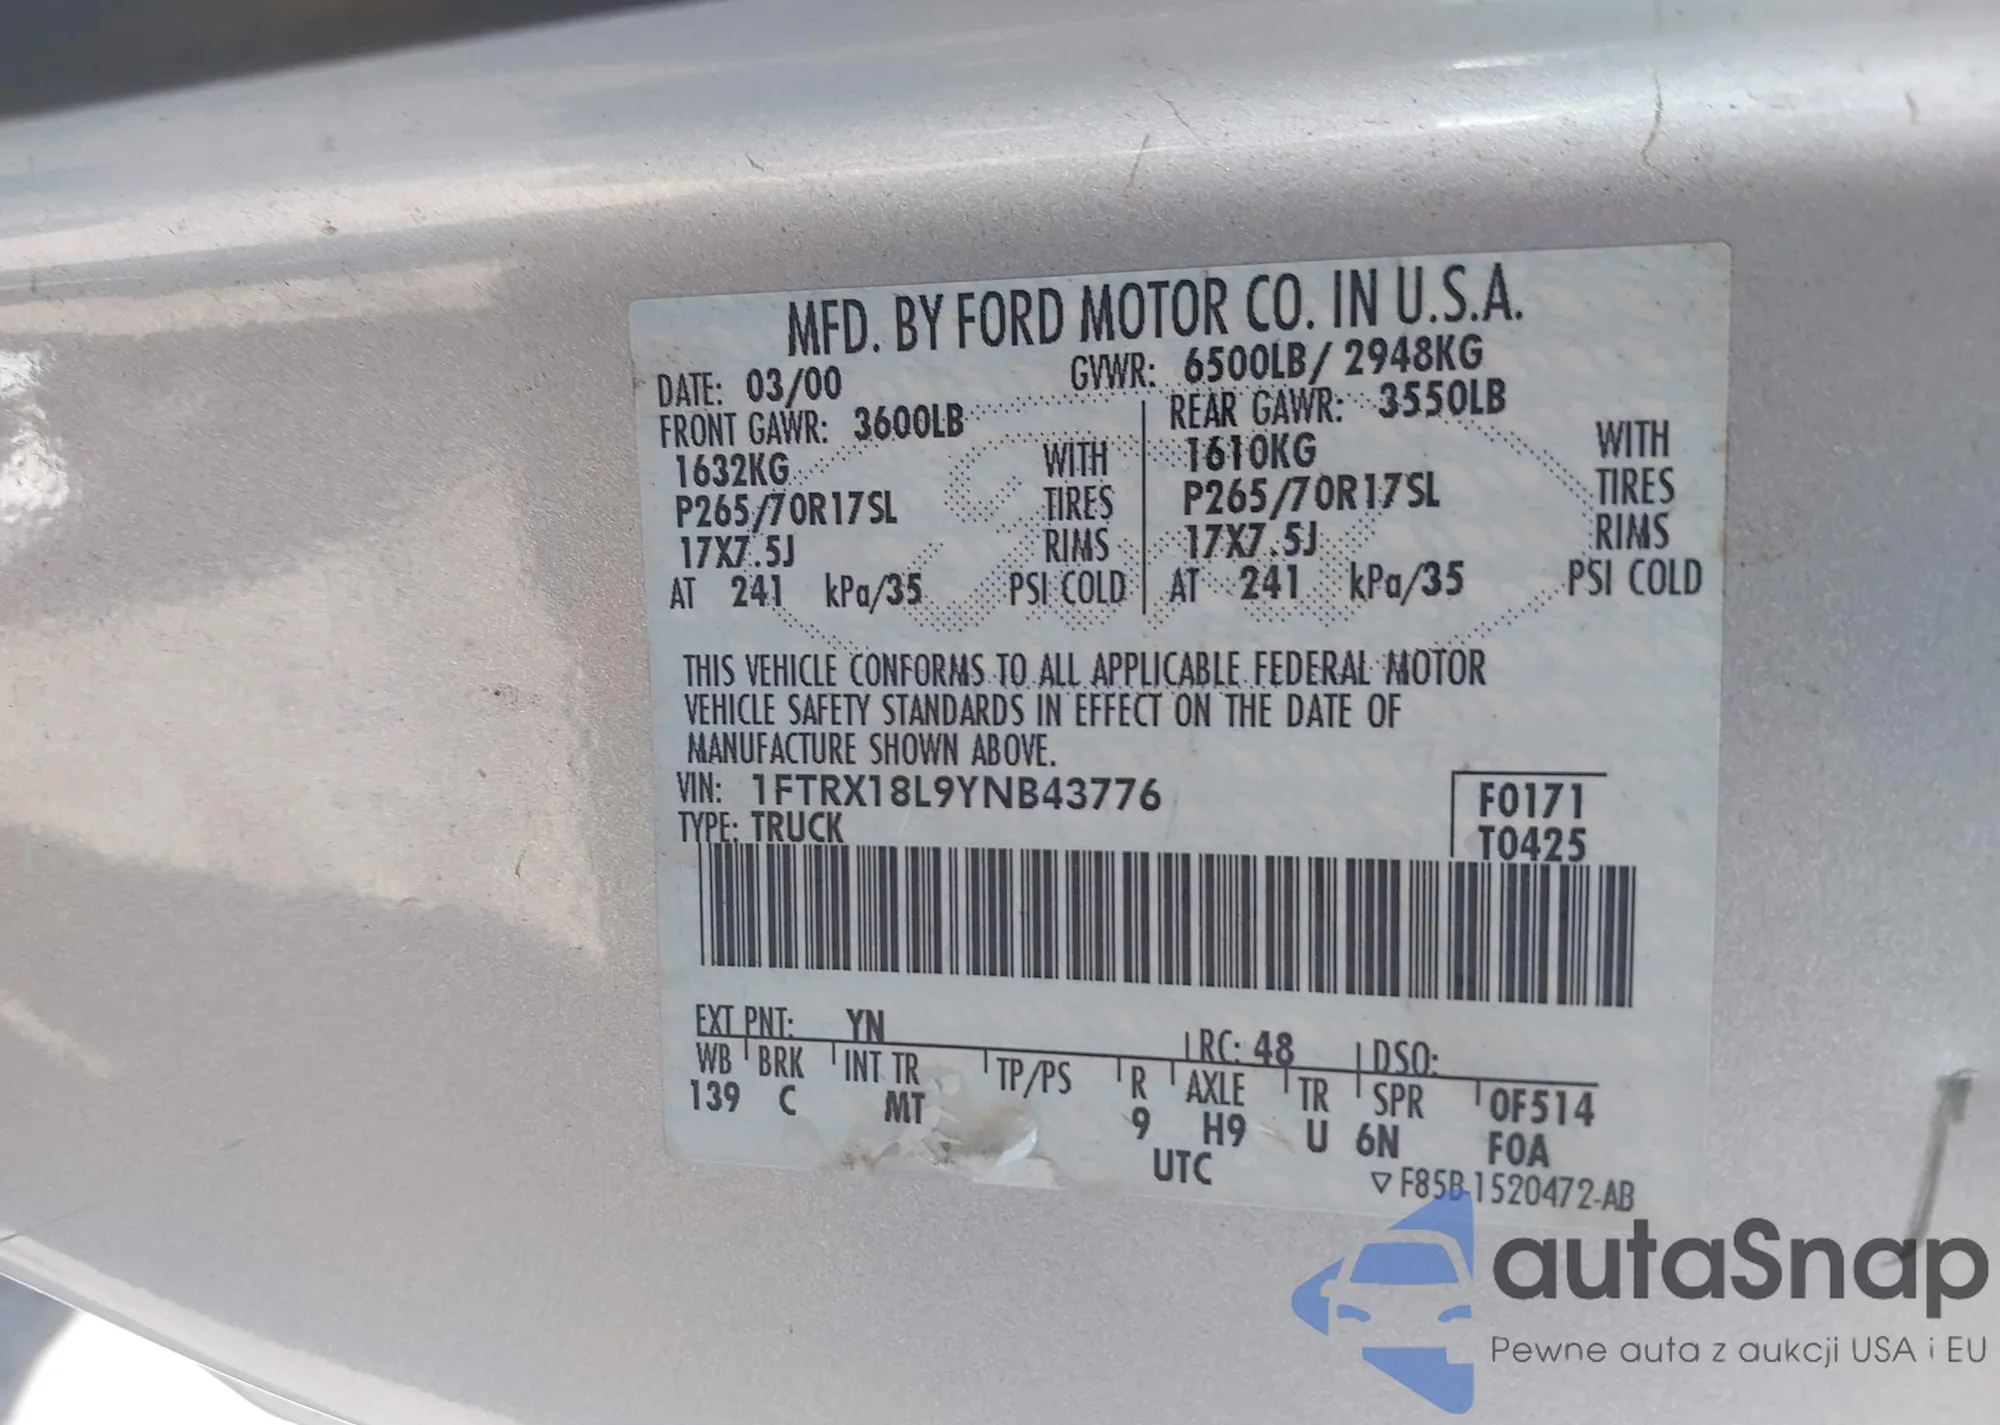 MFD. BY FORD MOTOR CO. IN U.S.A.
DATE: 03/00 GVWR: 6500LB/ 2948KG
FRONT GAWR: 3600LB REAR GAWR: 3550LB
1632KG WITH 1610KG WITH
P265/70R17SL TIRES P265/70R17SL TIRES
17X7.5J RIMS 17X7.5J RIMS
AT 241 kPa/35 PSI COLD AT 241 kPa/35 PSI COLD
THIS VEHICLE CONFORMS TO ALL APPLICABLE FEDERAL MOTOR
VEHICLE SAFETY STANDARDS IN EFFECT ON THE DATE OF
MANUFACTURE SHOWN ABOVE.
VIN: 1FTRX18L9YNB43776 F0171
TYPE: TRUCK T0425
EXT PNT: YN RC: 48 DSO:
WB BRK INT TR TP/PS R AXLE TR SPR 0F514
139 C MT 9 H9 U 6N F0A
UTC ▽ F85B-1520472-AB
autaSnap
Pewne auta z aukcji USA i EU